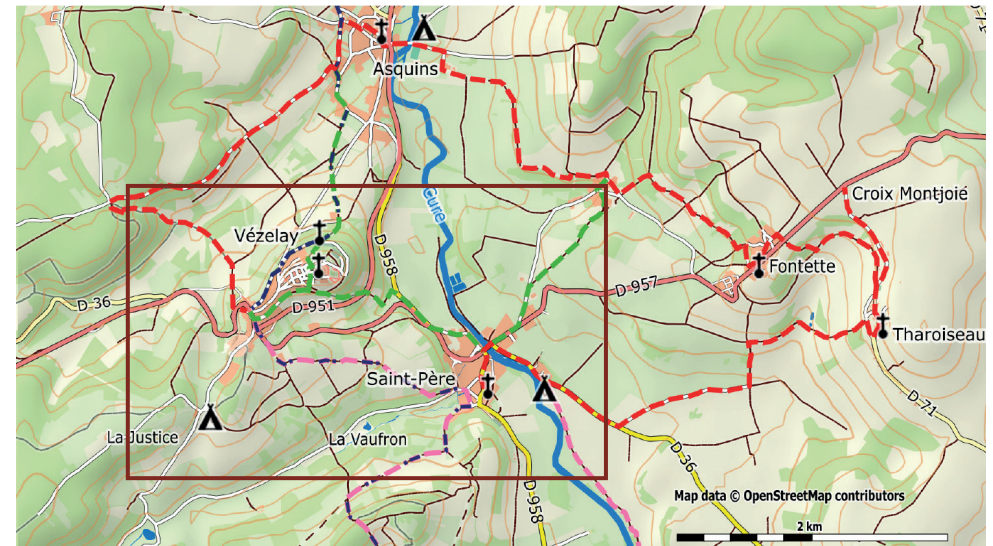 D-71
Asquins
Croix Montjoie
Cure
Vézelay
D-958
Fontette
D-957
D 36
D-951
Tharoiseau
Saint-Père
D-71
La Justice
La Vaufron
D-36
D-958
Map data © OpenStreetMap contributors
2 km